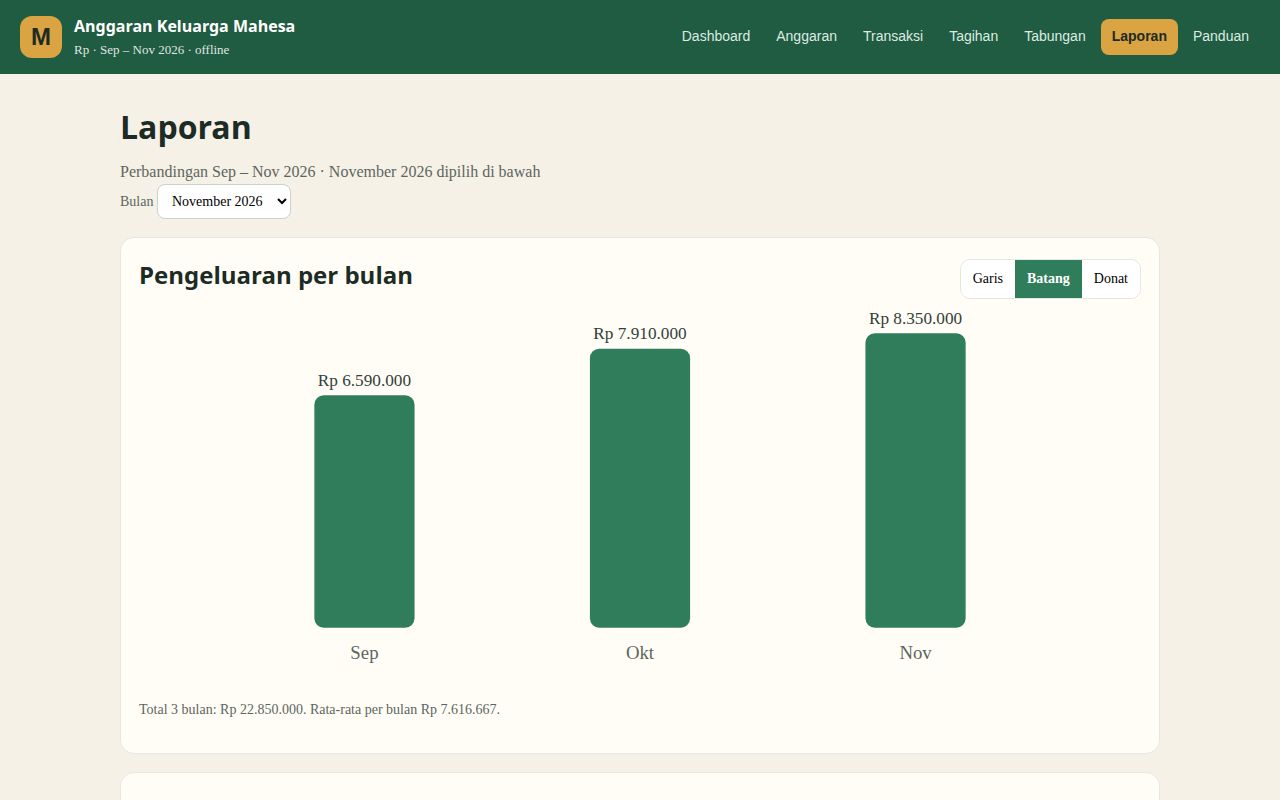 M
Anggaran Keluarga Mahesa
Rp · Sep – Nov 2026 · offline
Dashboard
Anggaran
Transaksi
Tagihan
Tabungan
Laporan
Panduan
Laporan
Perbandingan Sep – Nov 2026 · November 2026 dipilih di bawah
Bulan November 2026
Pengeluaran per bulan
Garis
Batang
Donat
Rp 6.590.000
Rp 7.910.000
Rp 8.350.000
Sep
Okt
Nov
Total 3 bulan: Rp 22.850.000. Rata-rata per bulan Rp 7.616.667.